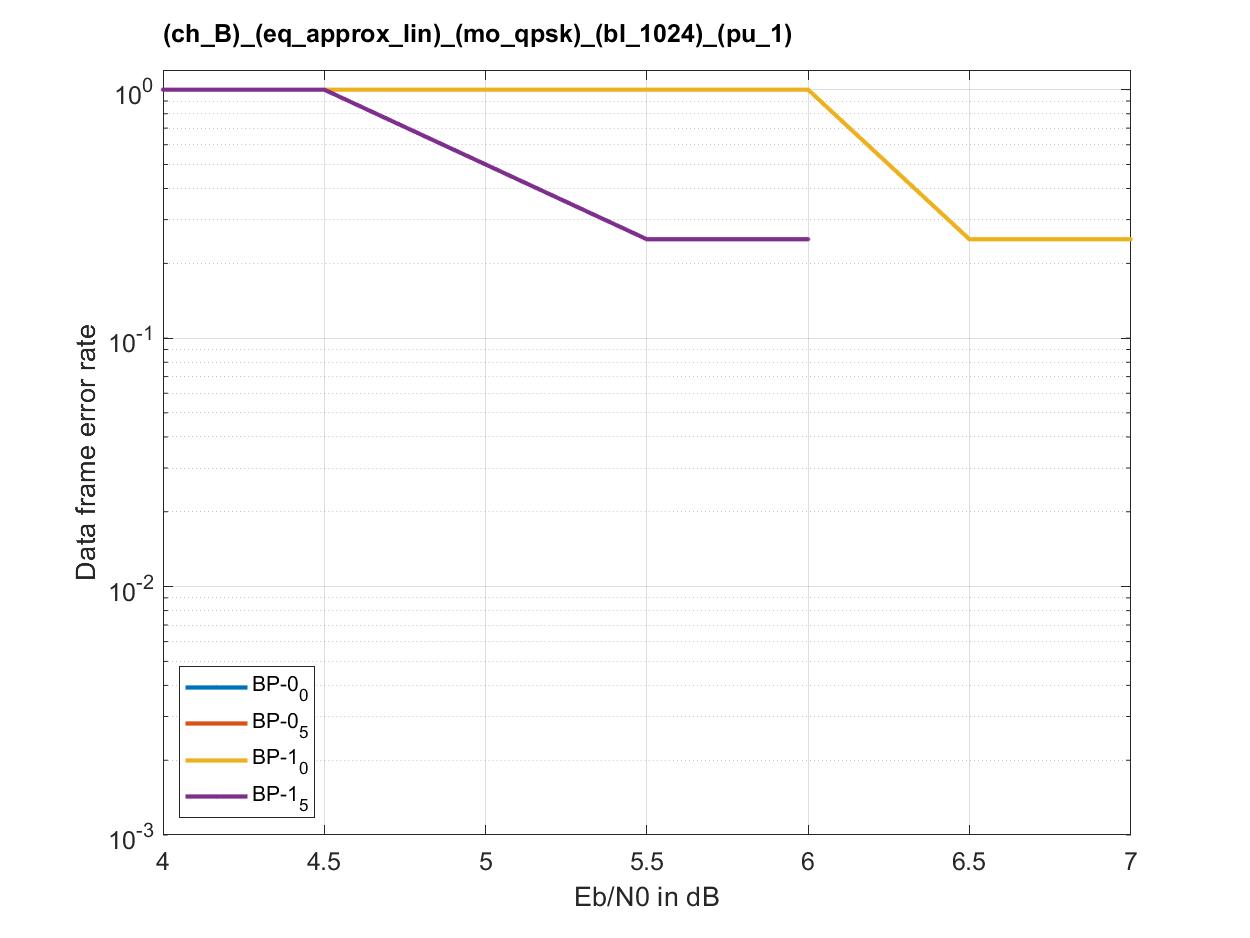 (ch_B)_(eq_approx_lin)_(mo_qpsk)_(bl_1024)_(pu_1)
10^0
10^-1
10^-2
10^-3
Data frame error rate
BP-0_0
BP-0_5
BP-1_0
BP-1_5
4 4.5 5 5.5 6 6.5 7
Eb/N0 in dB